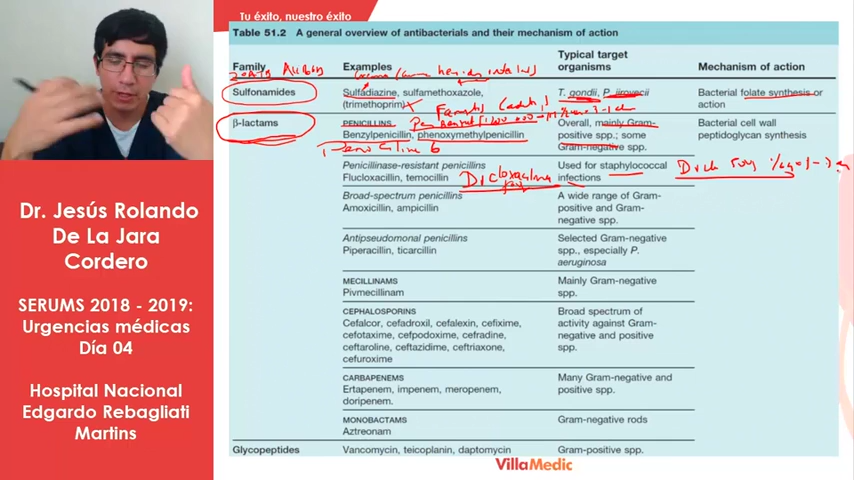 Tu éxito, nuestro éxito
Table 51.2 A general overview of antibacterials and their mechanism of action
Family
Examples
Typical target
organisms
Mechanism of action
Sulfonamides
Sulfadiazine, sulfamethoxazole,
(trimethoprim)
T. gondii, P. jirovecii
Bacterial folate synthesis or
action
β-lactams
PENICILLINS
Benzylpenicillin, phenoxymethylpenicillin
Overall, mainly Gram-
positive spp.; some
Gram-negative spp.
Bacterial cell wall
peptidoglycan synthesis
Penicillinase-resistant penicillins
Flucloxacillin, temocillin
Dicloxacilina
Used for staphylococcal
infections
Broad-spectrum penicillins
Amoxicillin, ampicillin
A wide range of Gram-
positive and Gram-
negative spp.
Antipseudomonal penicillins
Piperacillin, ticarcillin
Selected Gram-negative
spp., especially P.
aeruginosa
MECILLINAMS
Pivmecillinam
Mainly Gram-negative
spp.
CEPHALOSPORINS
Cefalcor, cefadroxil, cefalexin, cefixime,
cefotaxime, cefpodoxime, cefradine,
ceftaroline, ceftazidime, ceftriaxone,
cefuroxime
Broad spectrum of
activity against Gram-
negative and positive
spp.
CARBAPENEMS
Ertapenem, impenem, meropenem,
doripenem.
Many Gram-negative and
positive spp.
MONOBACTAMS
Aztreonam
Gram-negative rods
Glycopeptides
Vancomycin, teicoplanin, daptomycin
Gram-positive spp.
Dr. Jesús Rolando
De La Jara
Cordero
SERUMS 2018 - 2019:
Urgencias médicas
Día 04
Hospital Nacional
Edgardo Rebagliati
Martins
VillaMedic